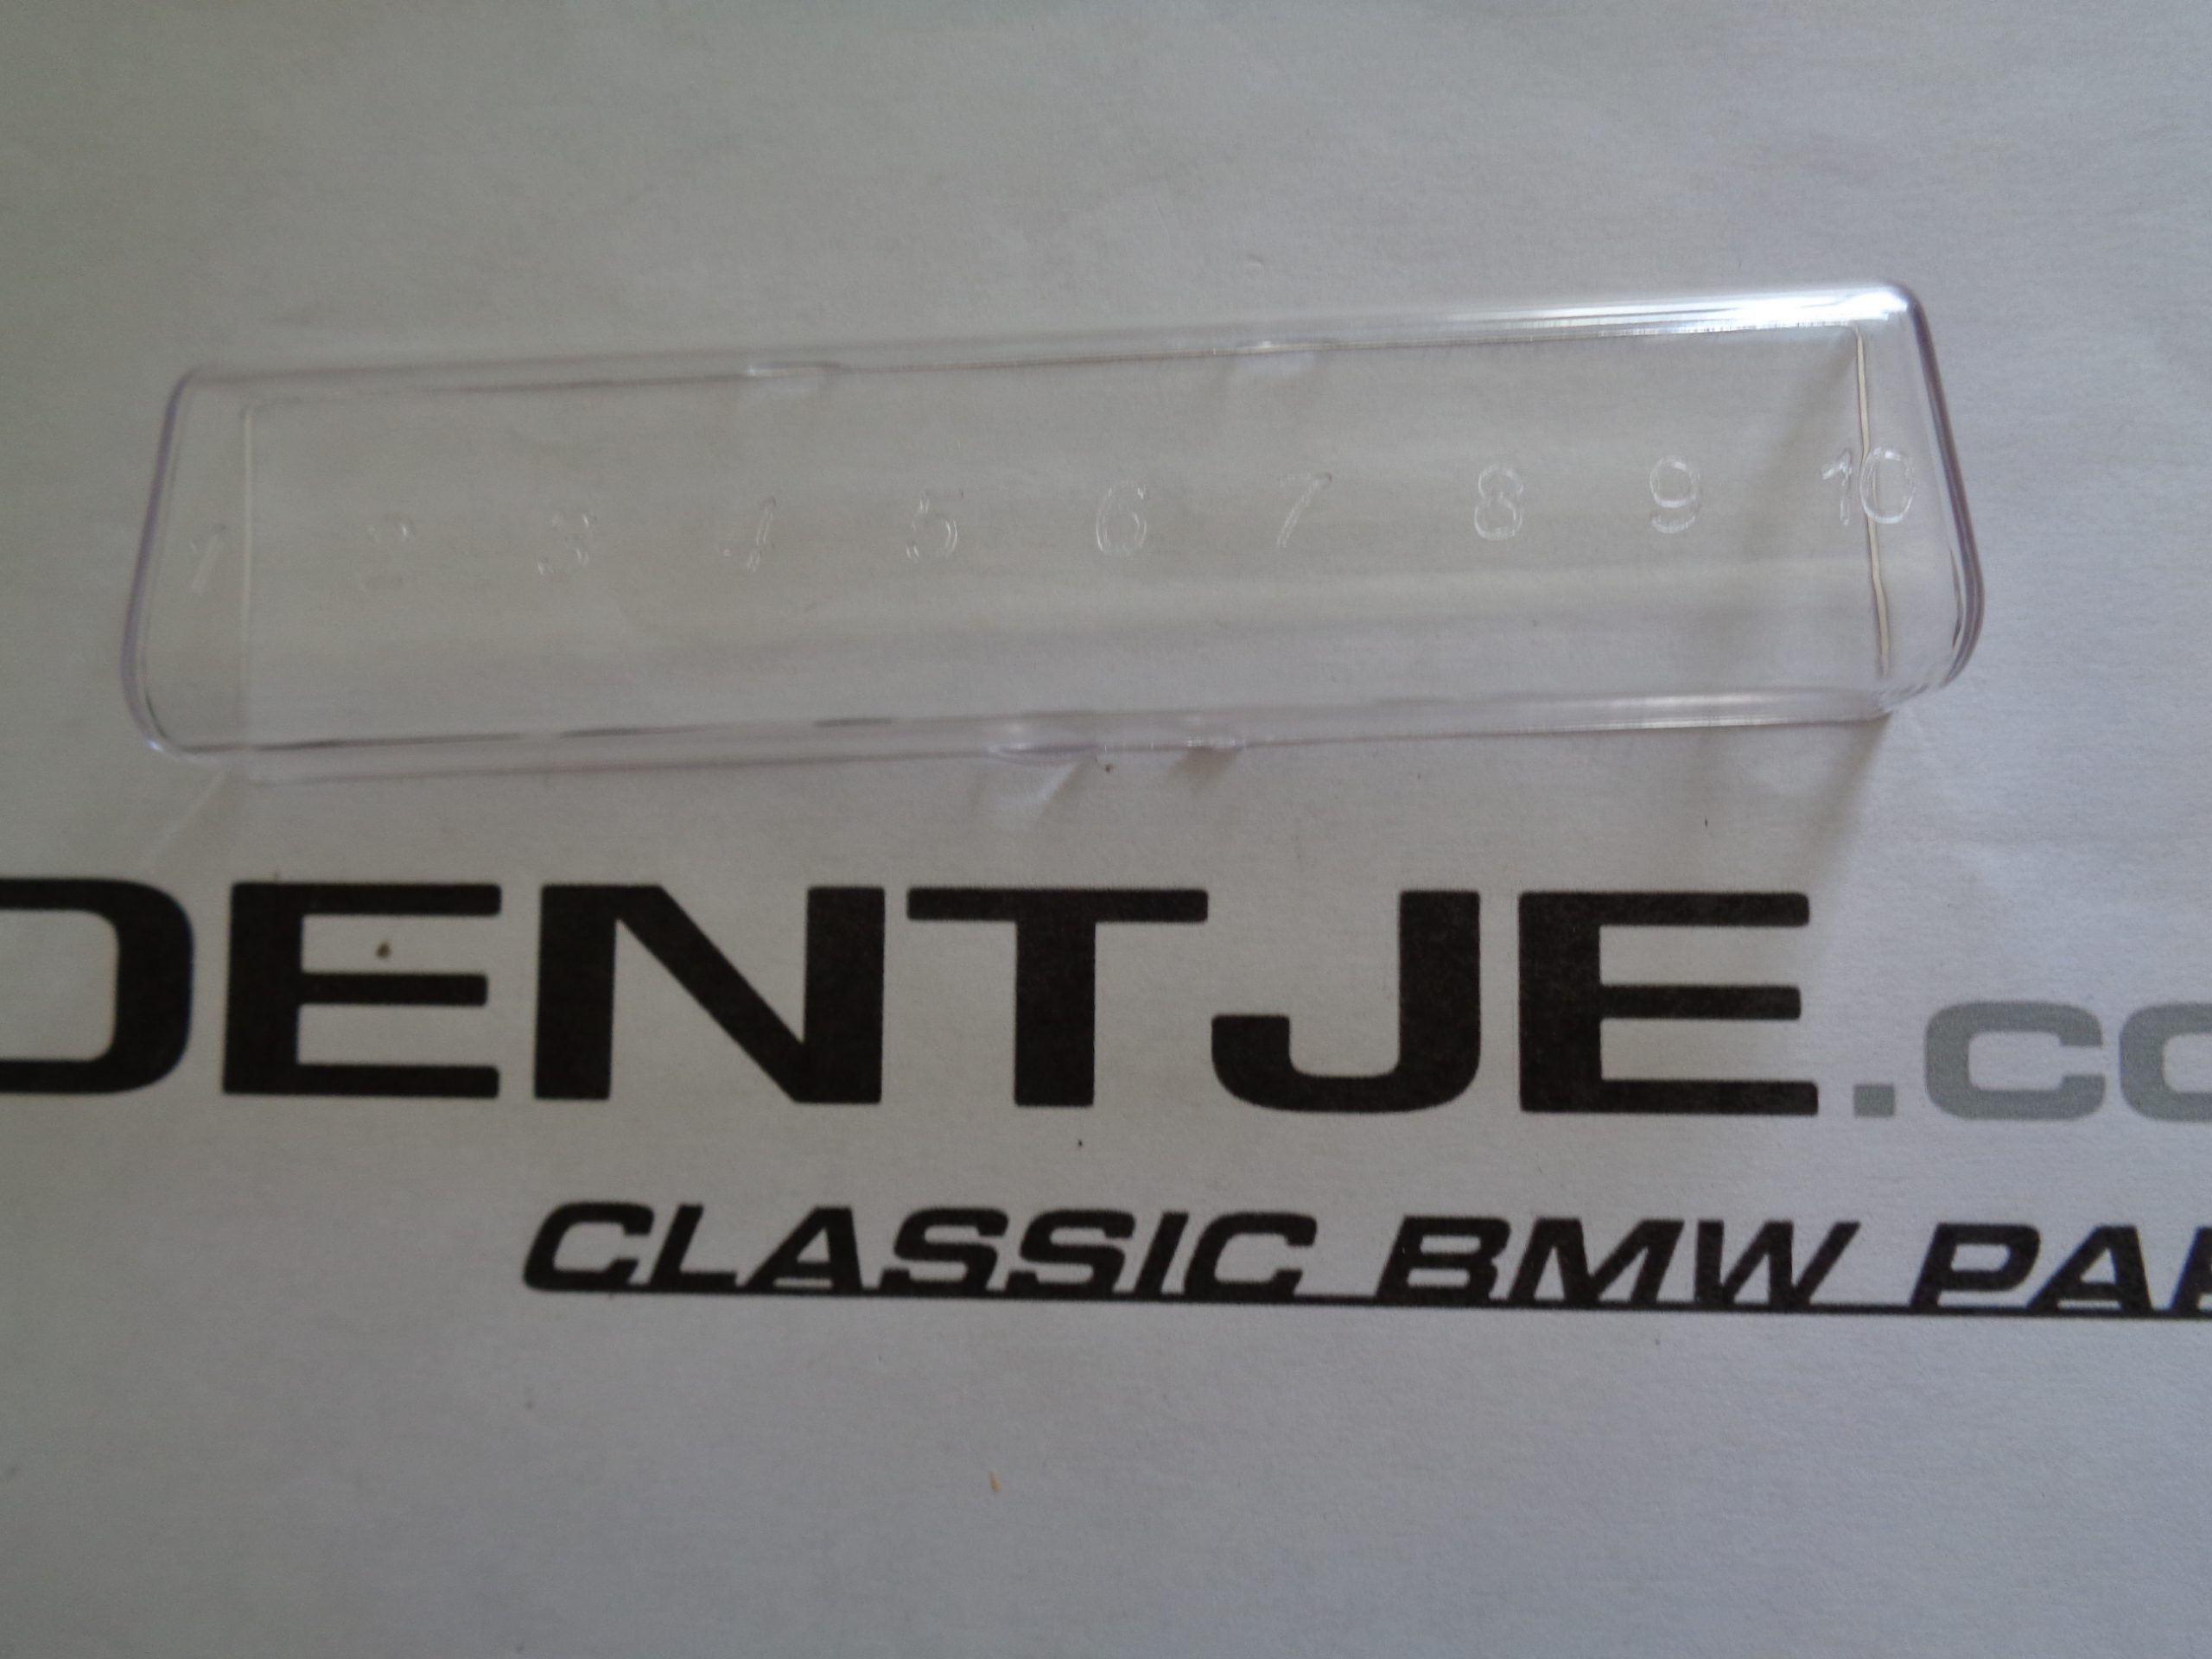 1 2 3 4 5 6 7 8 9 10
DENTJE.co
CLASSIC BMW PA